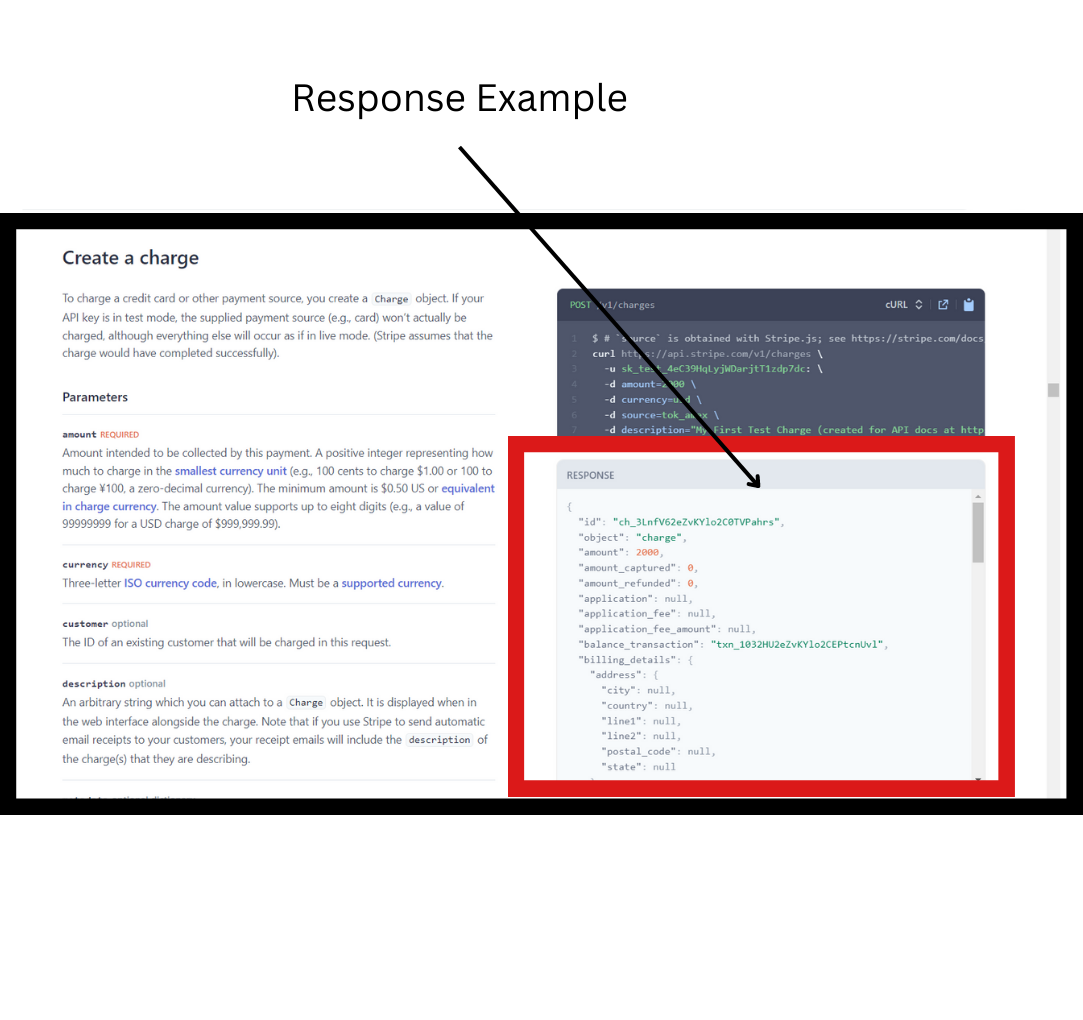 Response Example
Create a charge
To charge a credit card or other payment source, you create a Charge object. If your
API key is in test mode, the supplied payment source (e.g., card) won't actually be
charged, although everything else will occur as if in live mode. (Stripe assumes that the
charge would have completed successfully).
Parameters
amount REQUIRED
Amount intended to be collected by this payment. A positive integer representing how
much to charge in the smallest currency unit (e.g., 100 cents to charge $1.00 or 100 to
charge ¥100, a zero-decimal currency). The minimum amount is $0.50 US or equivalent
in charge currency. The amount value supports up to eight digits (e.g., a value of
99999999 for a USD charge of $999,999.99).
currency REQUIRED
Three-letter ISO currency code, in lowercase. Must be a supported currency.
customer optional
The ID of an existing customer that will be charged in this request.
description optional
An arbitrary string which you can attach to a Charge object. It is displayed when in
the web interface alongside the charge. Note that if you use Stripe to send automatic
email receipts to your customers, your receipt emails will include the description of
the charge(s) that they are describing.
POST /v1/charges
cURL
1 $ # `source` is obtained with Stripe.js; see https://stripe.com/docs
2 curl https://api.stripe.com/v1/charges \
3 -u sk_test_4eC39HqLyjWDarjtT1zdp7dc: \
4 -d amount=2000 \
5 -d currency=usd \
6 -d source=tok_amex \
7 -d description="My First Test Charge (created for API docs at http
RESPONSE
{
"id": "ch_3LnfV62eZvKYlo2C0TVPahrs",
"object": "charge",
"amount": 2000,
"amount_captured": 0,
"amount_refunded": 0,
"application": null,
"application_fee": null,
"application_fee_amount": null,
"balance_transaction": "txn_1032HU2eZvKYlo2CEPtcnUvl",
"billing_details": {
"address": {
"city": null,
"country": null,
"line1": null,
"line2": null,
"postal_code": null,
"state": null